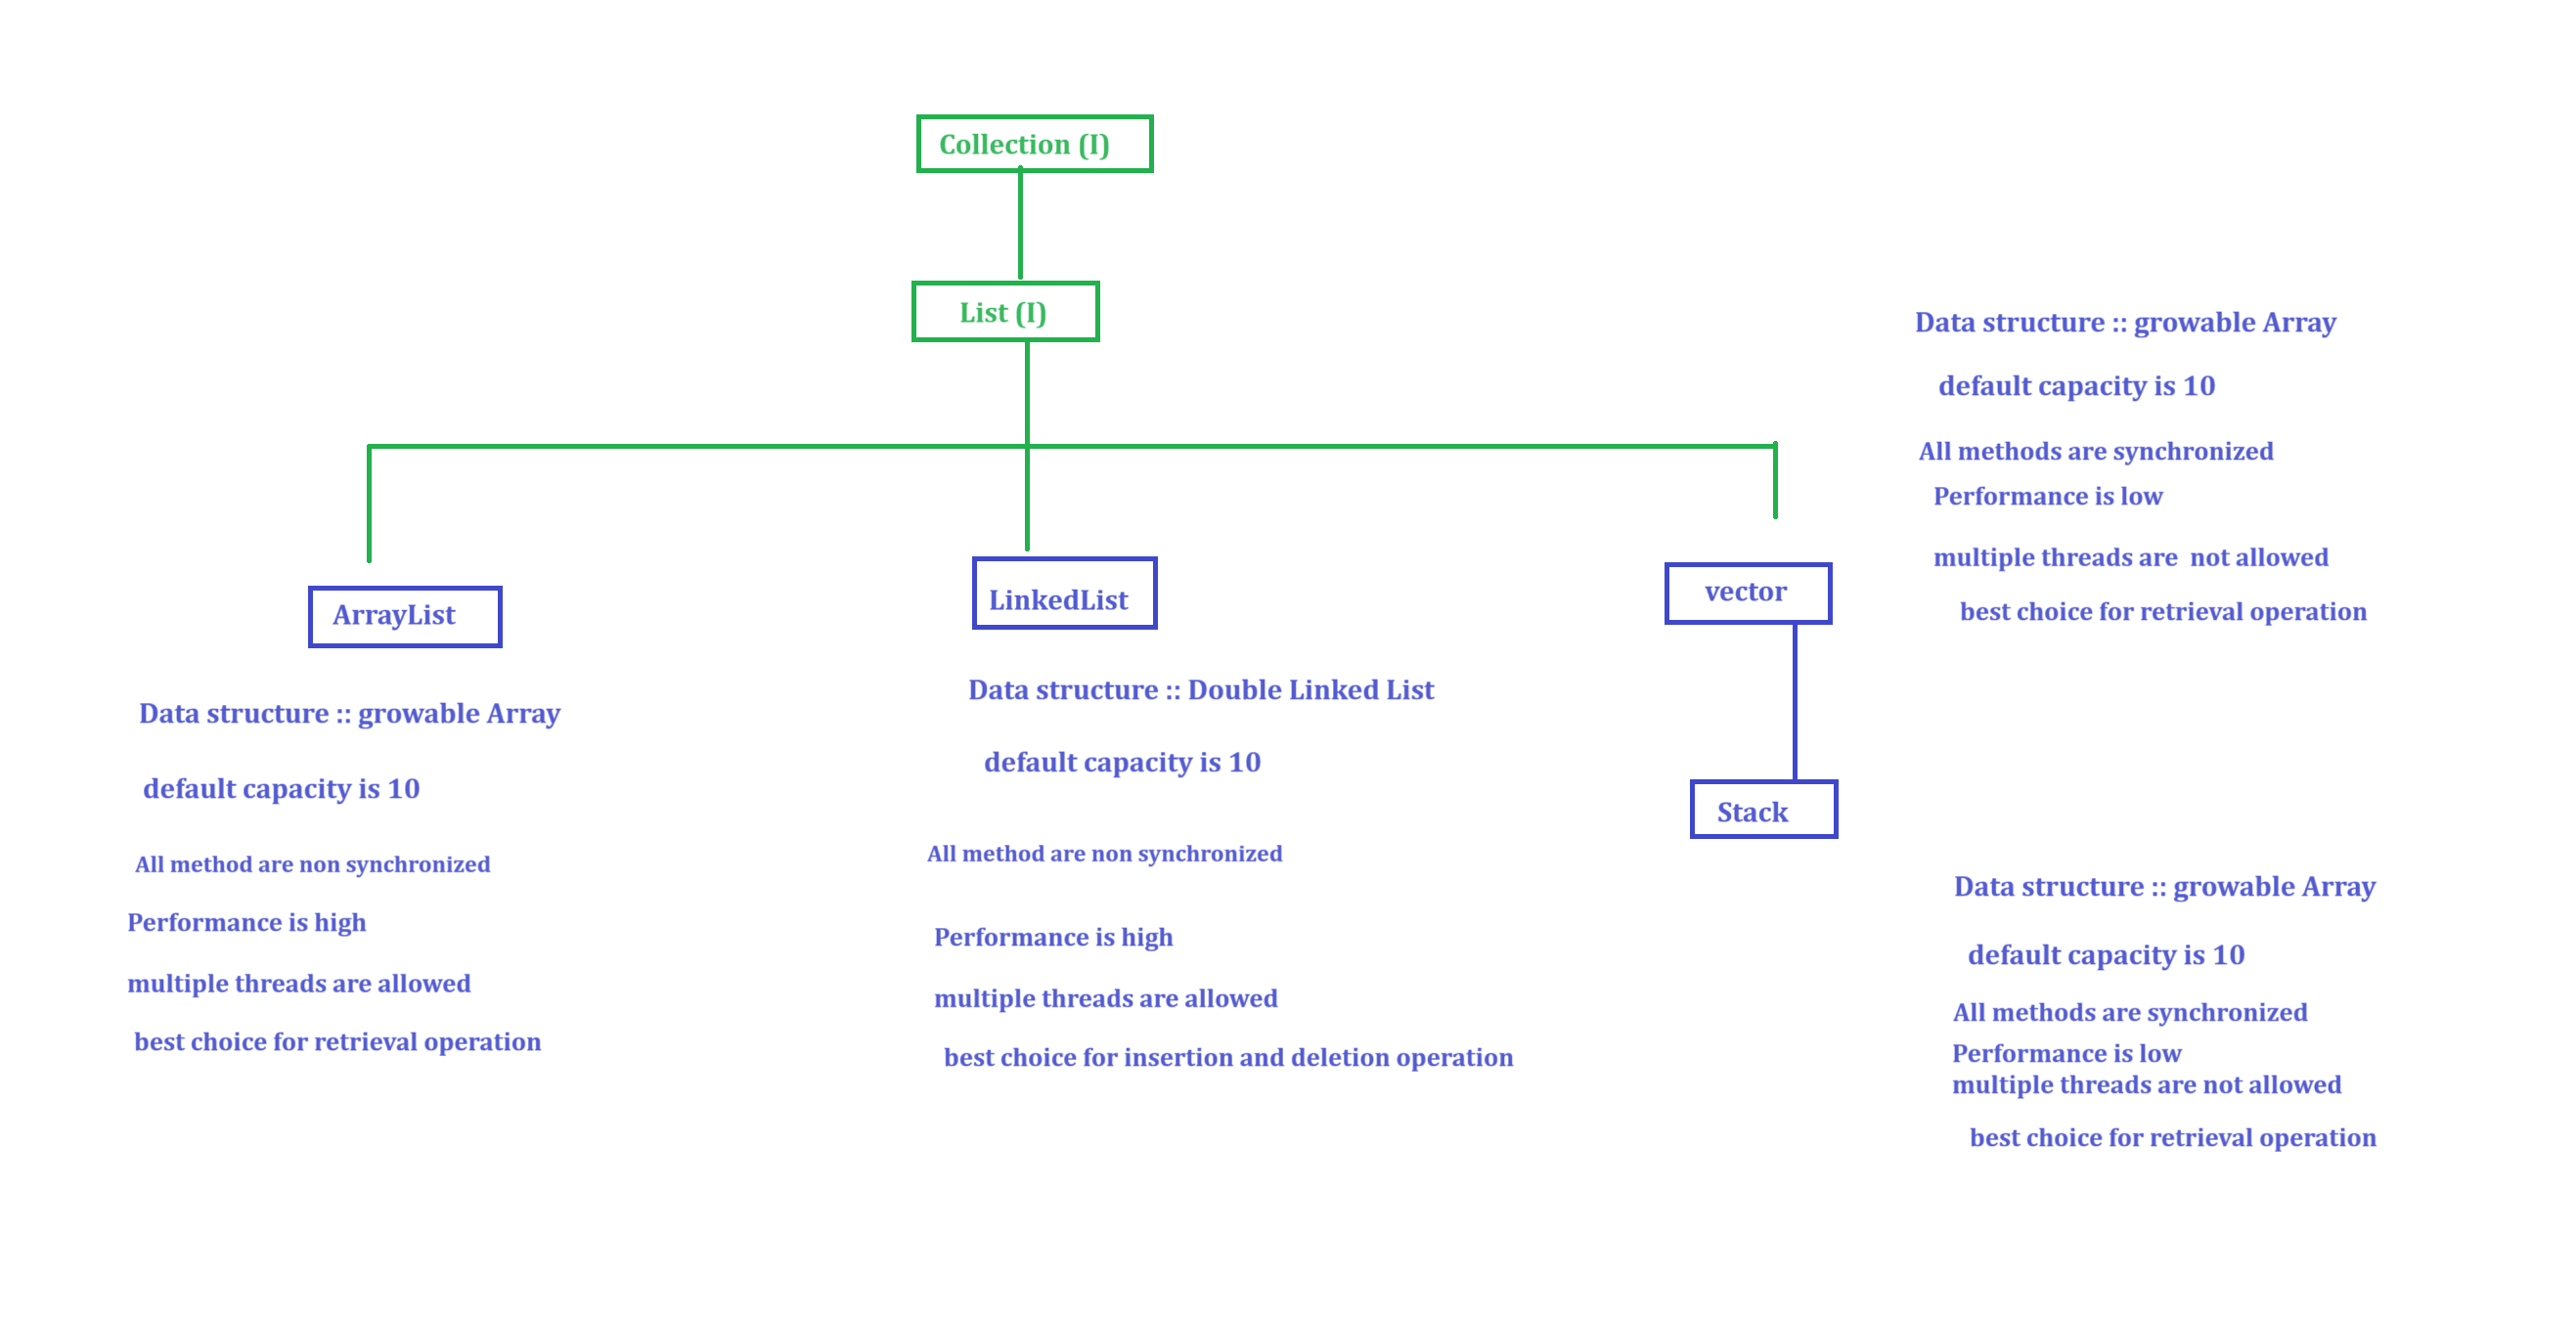 Collection (I)
List (I)
ArrayList
Data structure :: growable Array
default capacity is 10
All method are non synchronized
Performance is high
multiple threads are allowed
best choice for retrieval operation
LinkedList
Data structure :: Double Linked List
default capacity is 10
All method are non synchronized
Performance is high
multiple threads are allowed
best choice for insertion and deletion operation
vector
Data structure :: growable Array
default capacity is 10
All methods are synchronized
Performance is low
multiple threads are  not allowed
best choice for retrieval operation
Stack
Data structure :: growable Array
default capacity is 10
All methods are synchronized
Performance is low
multiple threads are not allowed
best choice for retrieval operation